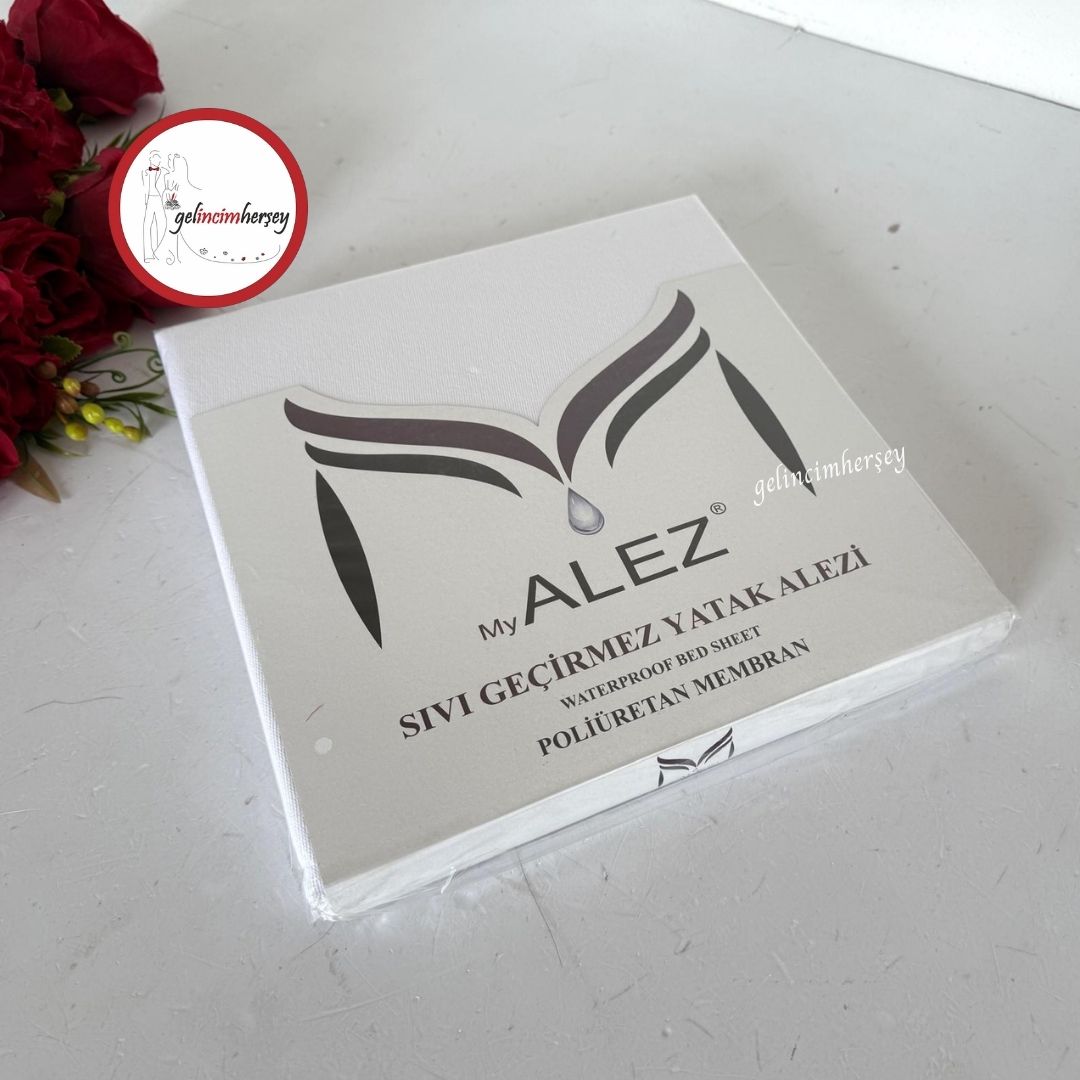 gelincimherşey
gelincimherşey
My ALEZ®
SIVI GEÇİRMEZ YATAK ALEZİ
WATERPROOF BED SHEET
POLİÜRETAN MEMBRAN